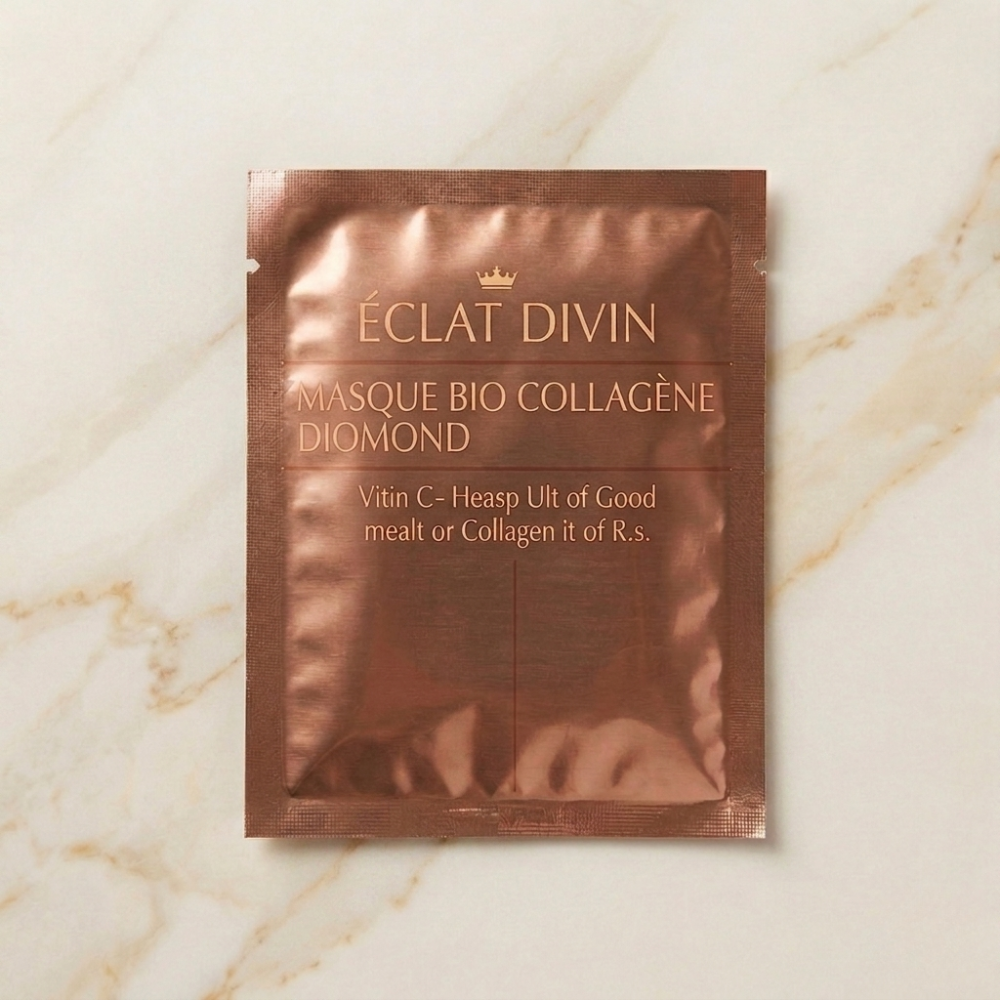 ÉCLAT DIVIN
MASQUE BIO COLLAGÈNE
DIOMOND
Vitin C- Heasp Ult of Good
mealt or Collagen it of R.s.